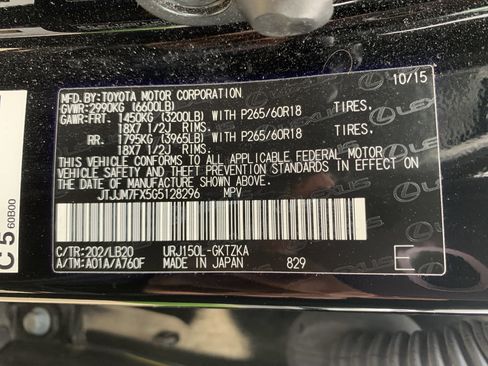 10/15
MFD.BY:TOYOTA MOTOR CORPORATION
GVWR:2990KG (6600LB)
GAWR: FRT. 1450KG (3200LB) WITH P265/60R18 TIRES,
18X7 1/2J RIMS.
RR. 1795KG (3965LB) WITH P265/60R18 TIRES,
18X7 1/2J RIMS.
THIS VEHICLE CONFORMS TO ALL APPLICABLE FEDERAL MOTOR
VEHICLE SAFETY AND THEFT PREVENTION STANDARDS IN EFFECT
ON THE DATE OF MANUFACTURE SHOWN ABOVE.
JTJJM7FX5G5128296 MPV
C/TR:202/LB20 URJ150L-GKTZKA
A/TM:A01A/A760F MADE IN JAPAN 829 E
C5
60B00
LEXUS